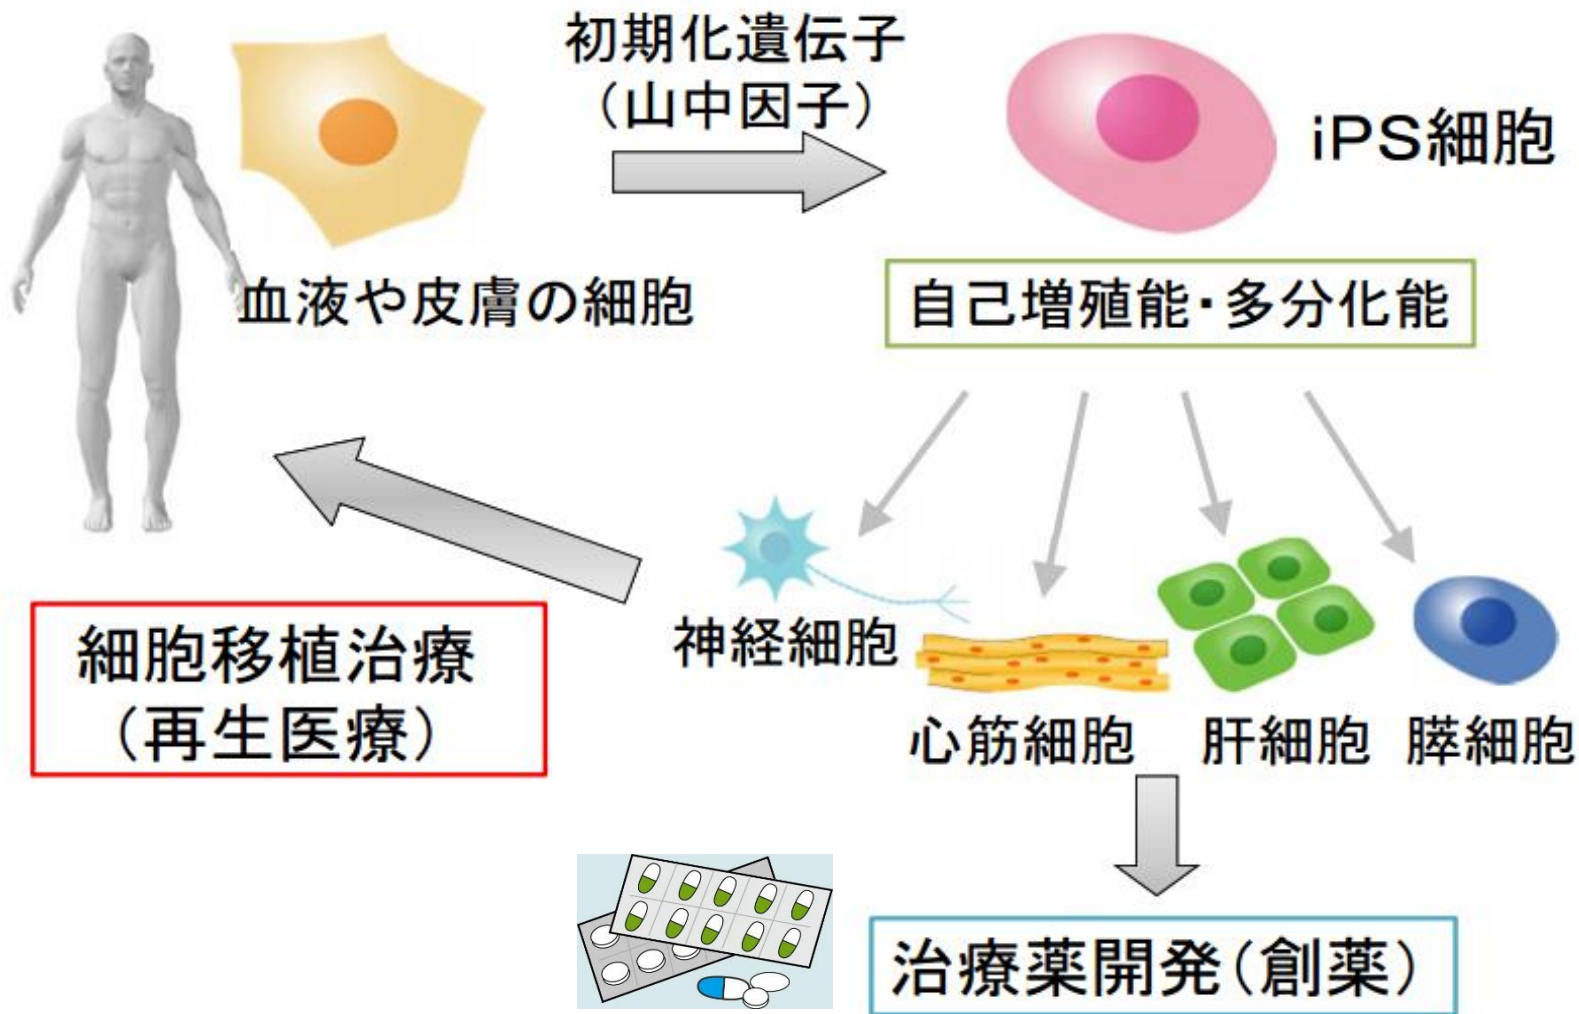 初期化遺伝子
（山中因子）
iPS細胞
血液や皮膚の細胞
自己増殖能・多分化能
神経細胞
心筋細胞
肝細胞
膵細胞
細胞移植治療
（再生医療）
治療薬開発（創薬）